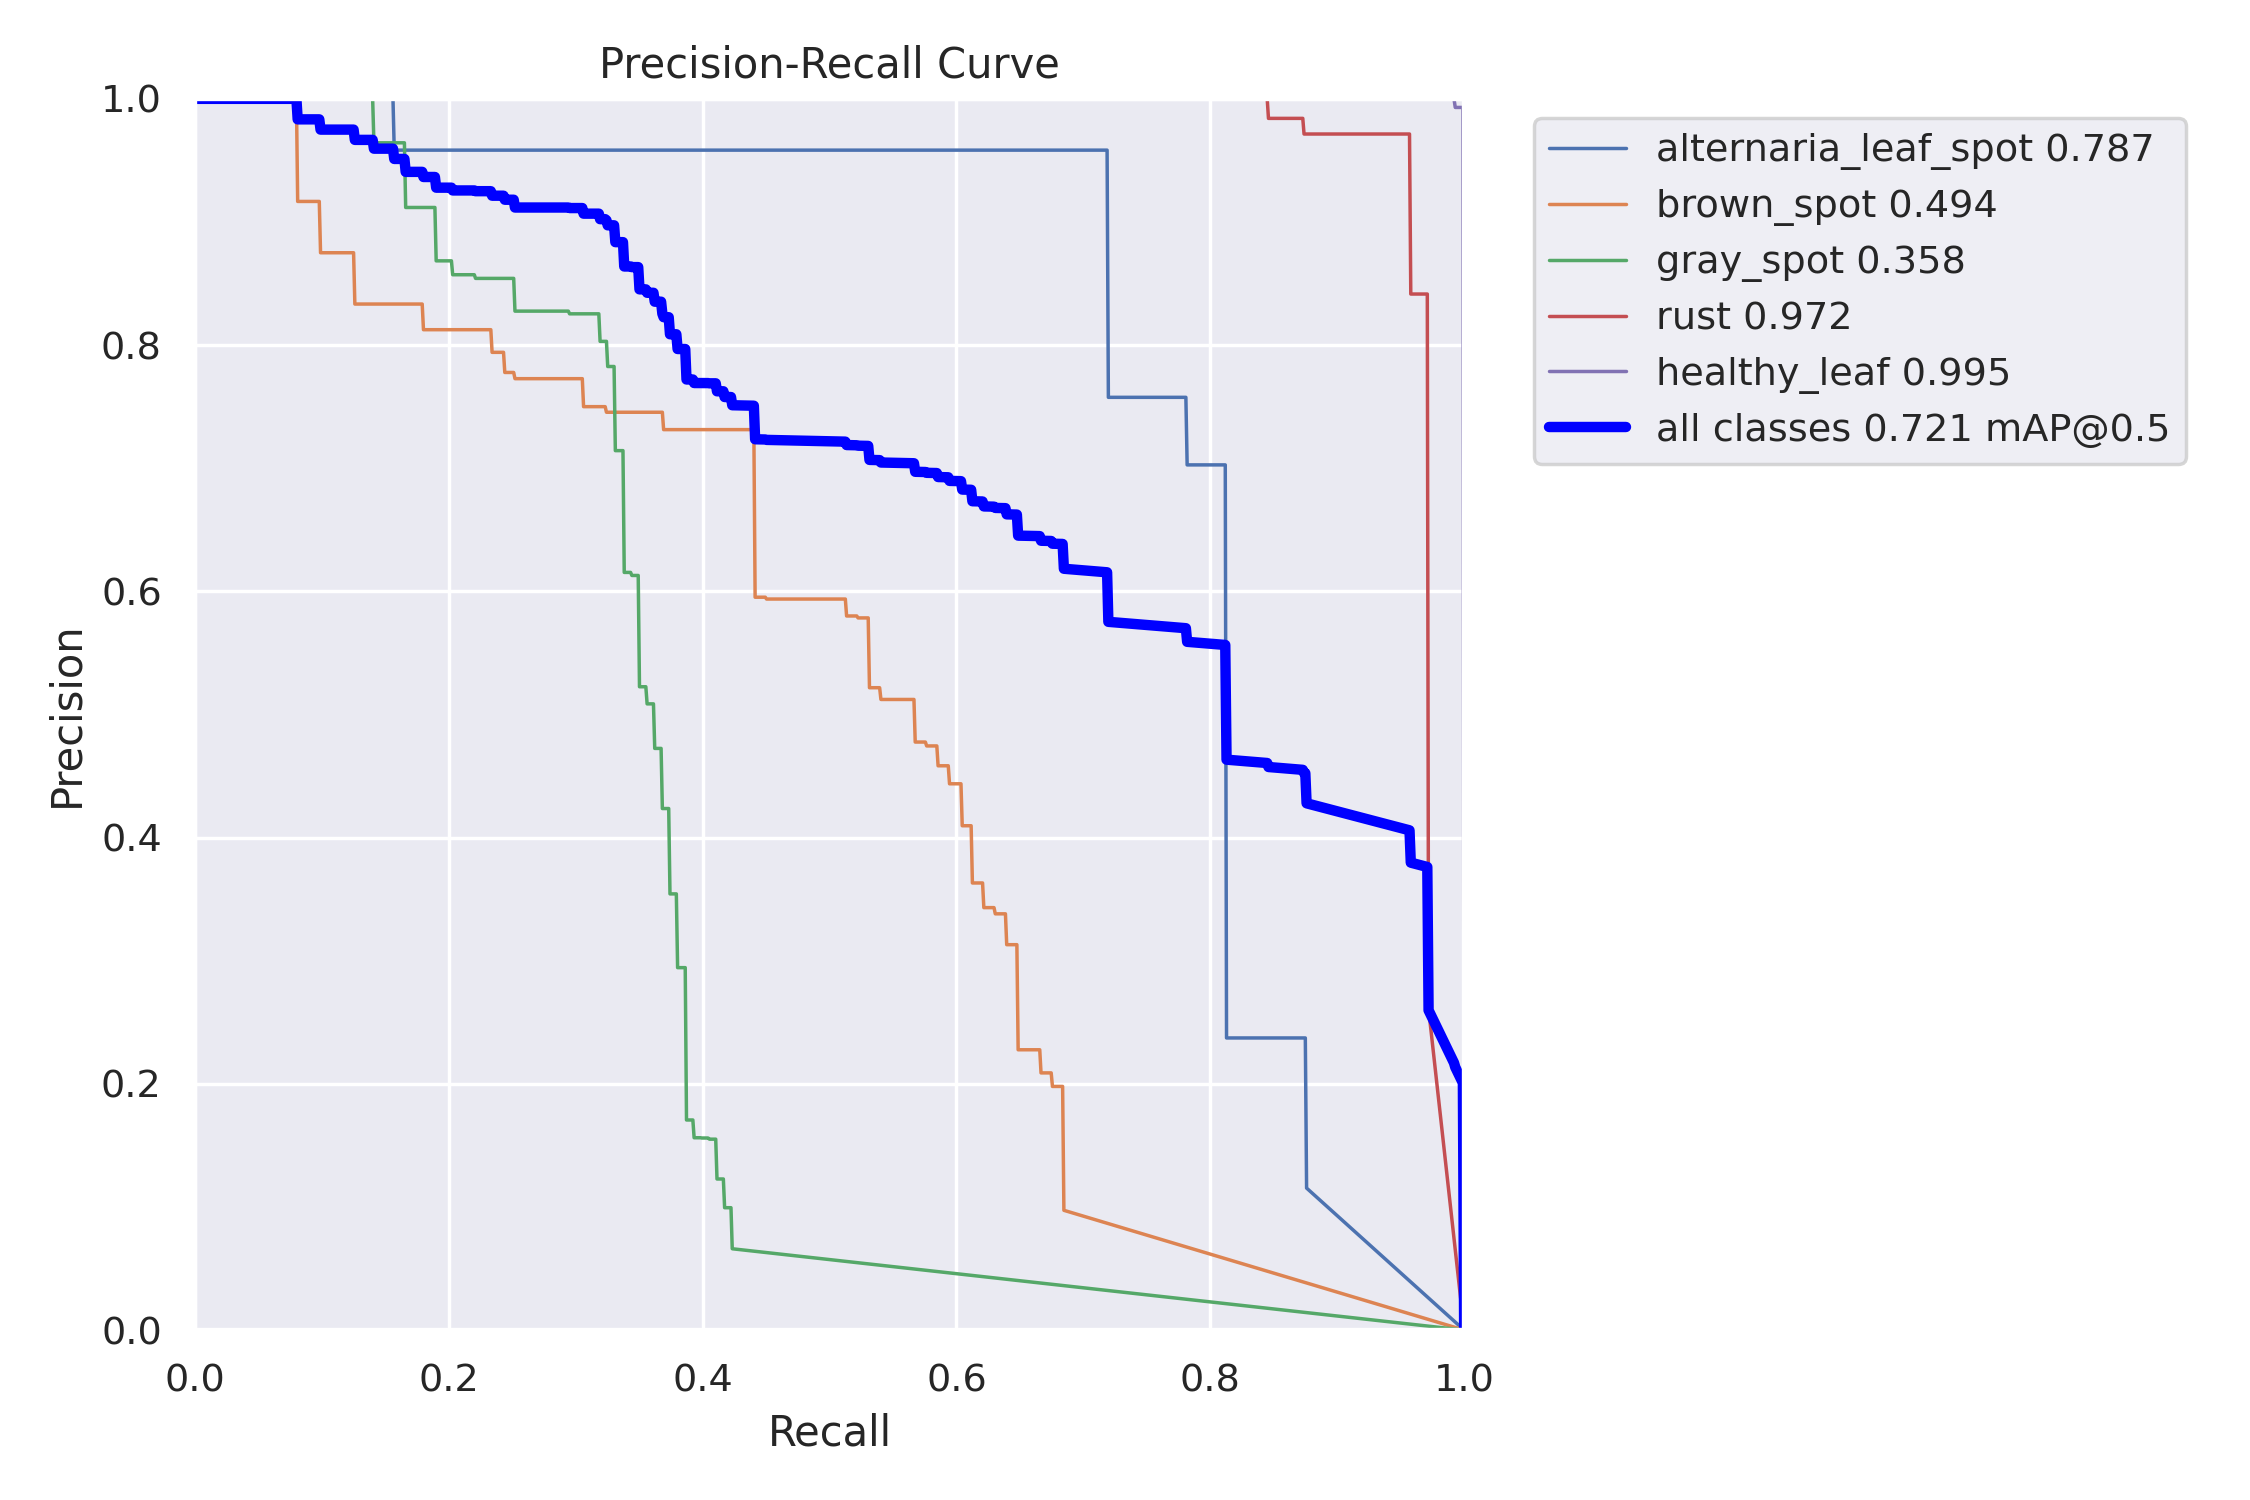 Precision-Recall Curve
1.0
0.8
0.6
0.4
0.2
0.0
Precision
0.0 0.2 0.4 0.6 0.8 1.0
Recall
alternaria_leaf_spot 0.787
brown_spot 0.494
gray_spot 0.358
rust 0.972
healthy_leaf 0.995
all classes 0.721 mAP@0.5